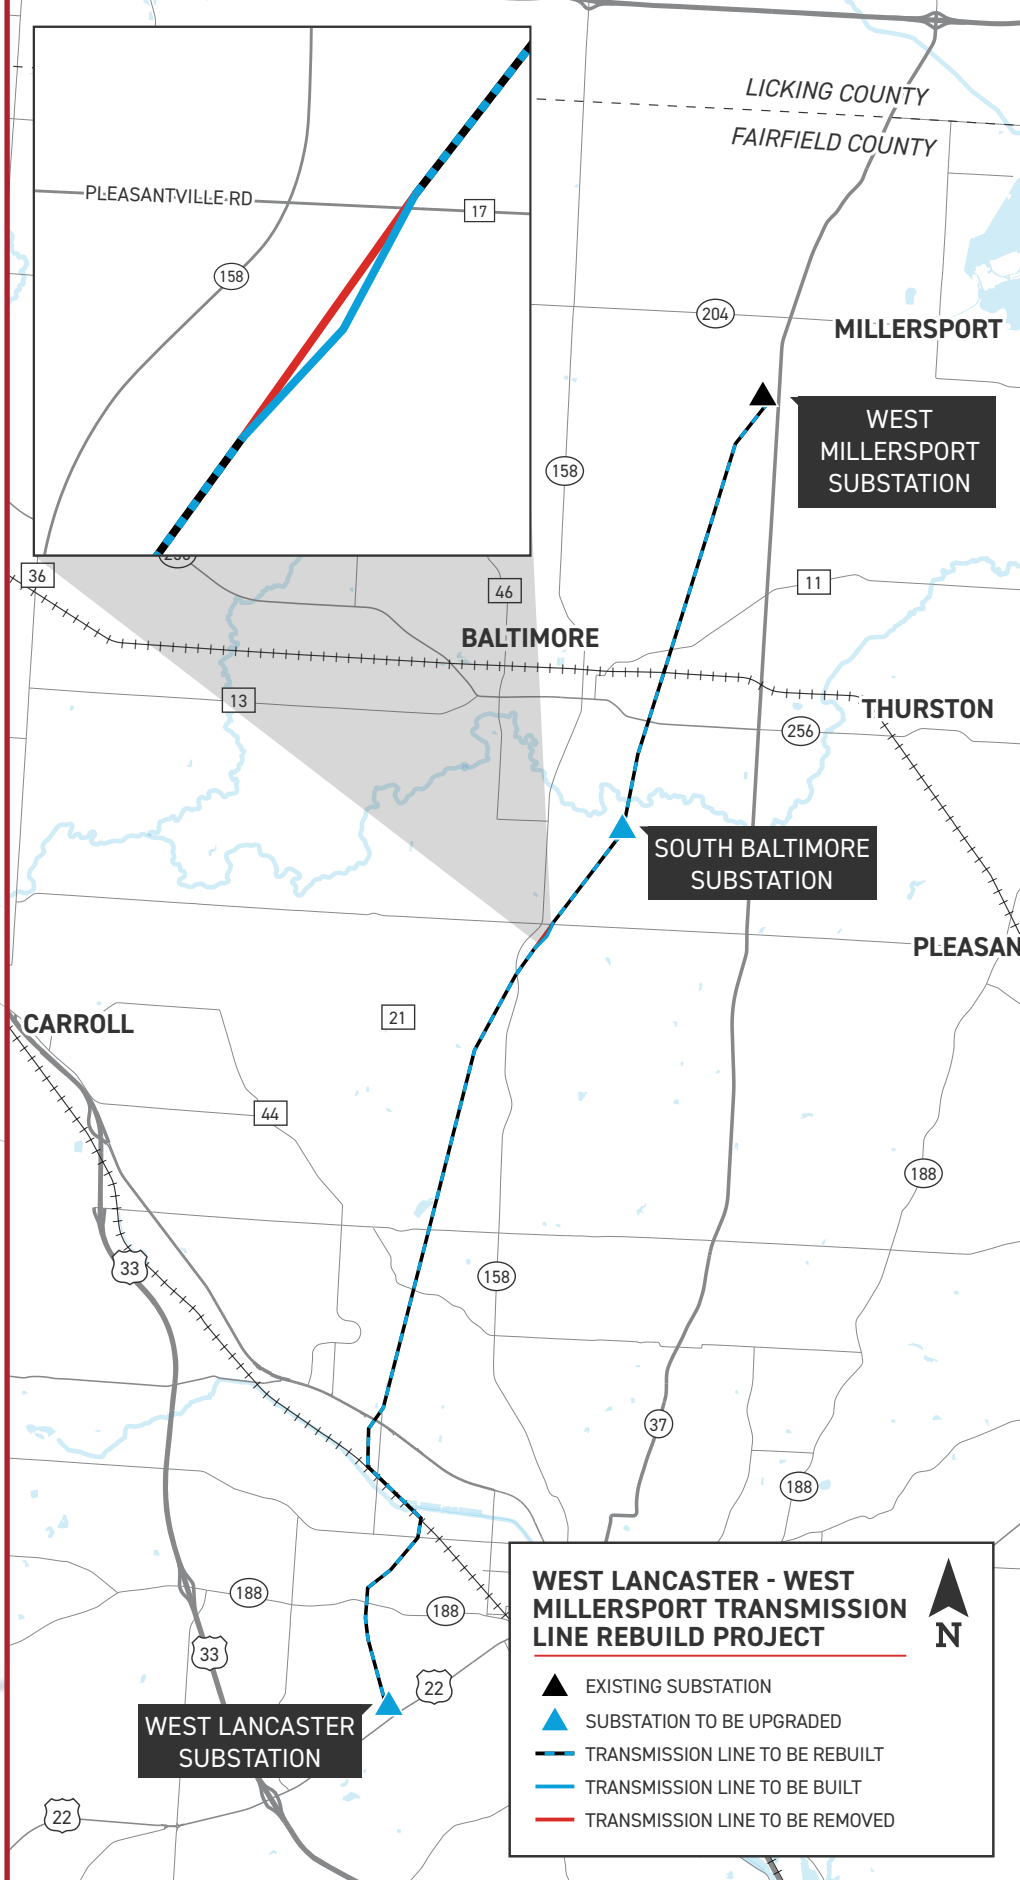 LICKING COUNTY
FAIRFIELD COUNTY
PLEASANTVILLE RD
17
158
204
MILLERSPORT
WEST
MILLERSPORT
SUBSTATION
158
36
46
11
BALTIMORE
13
THURSTON
256
SOUTH BALTIMORE
SUBSTATION
PLEASAN
21
CARROLL
44
188
33
158
37
188
188
188
33
22
WEST LANCASTER
SUBSTATION
22
WEST LANCASTER - WEST
MILLERSPORT TRANSMISSION
LINE REBUILD PROJECT
N
EXISTING SUBSTATION
SUBSTATION TO BE UPGRADED
TRANSMISSION LINE TO BE REBUILT
TRANSMISSION LINE TO BE BUILT
TRANSMISSION LINE TO BE REMOVED